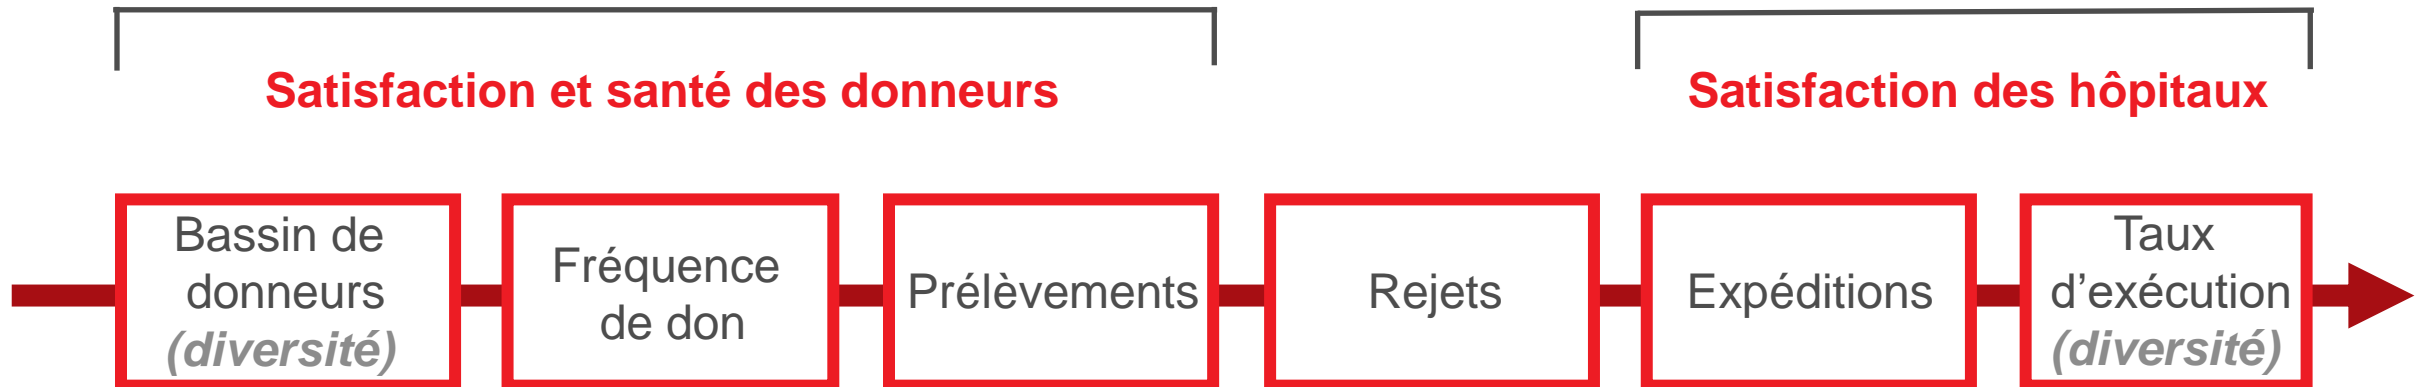 Satisfaction et santé des donneurs
Satisfaction des hôpitaux
Bassin de
donneurs
(diversité)
Fréquence
de don
Prélèvements
Rejets
Expéditions
Taux
d’exécution
(diversité)